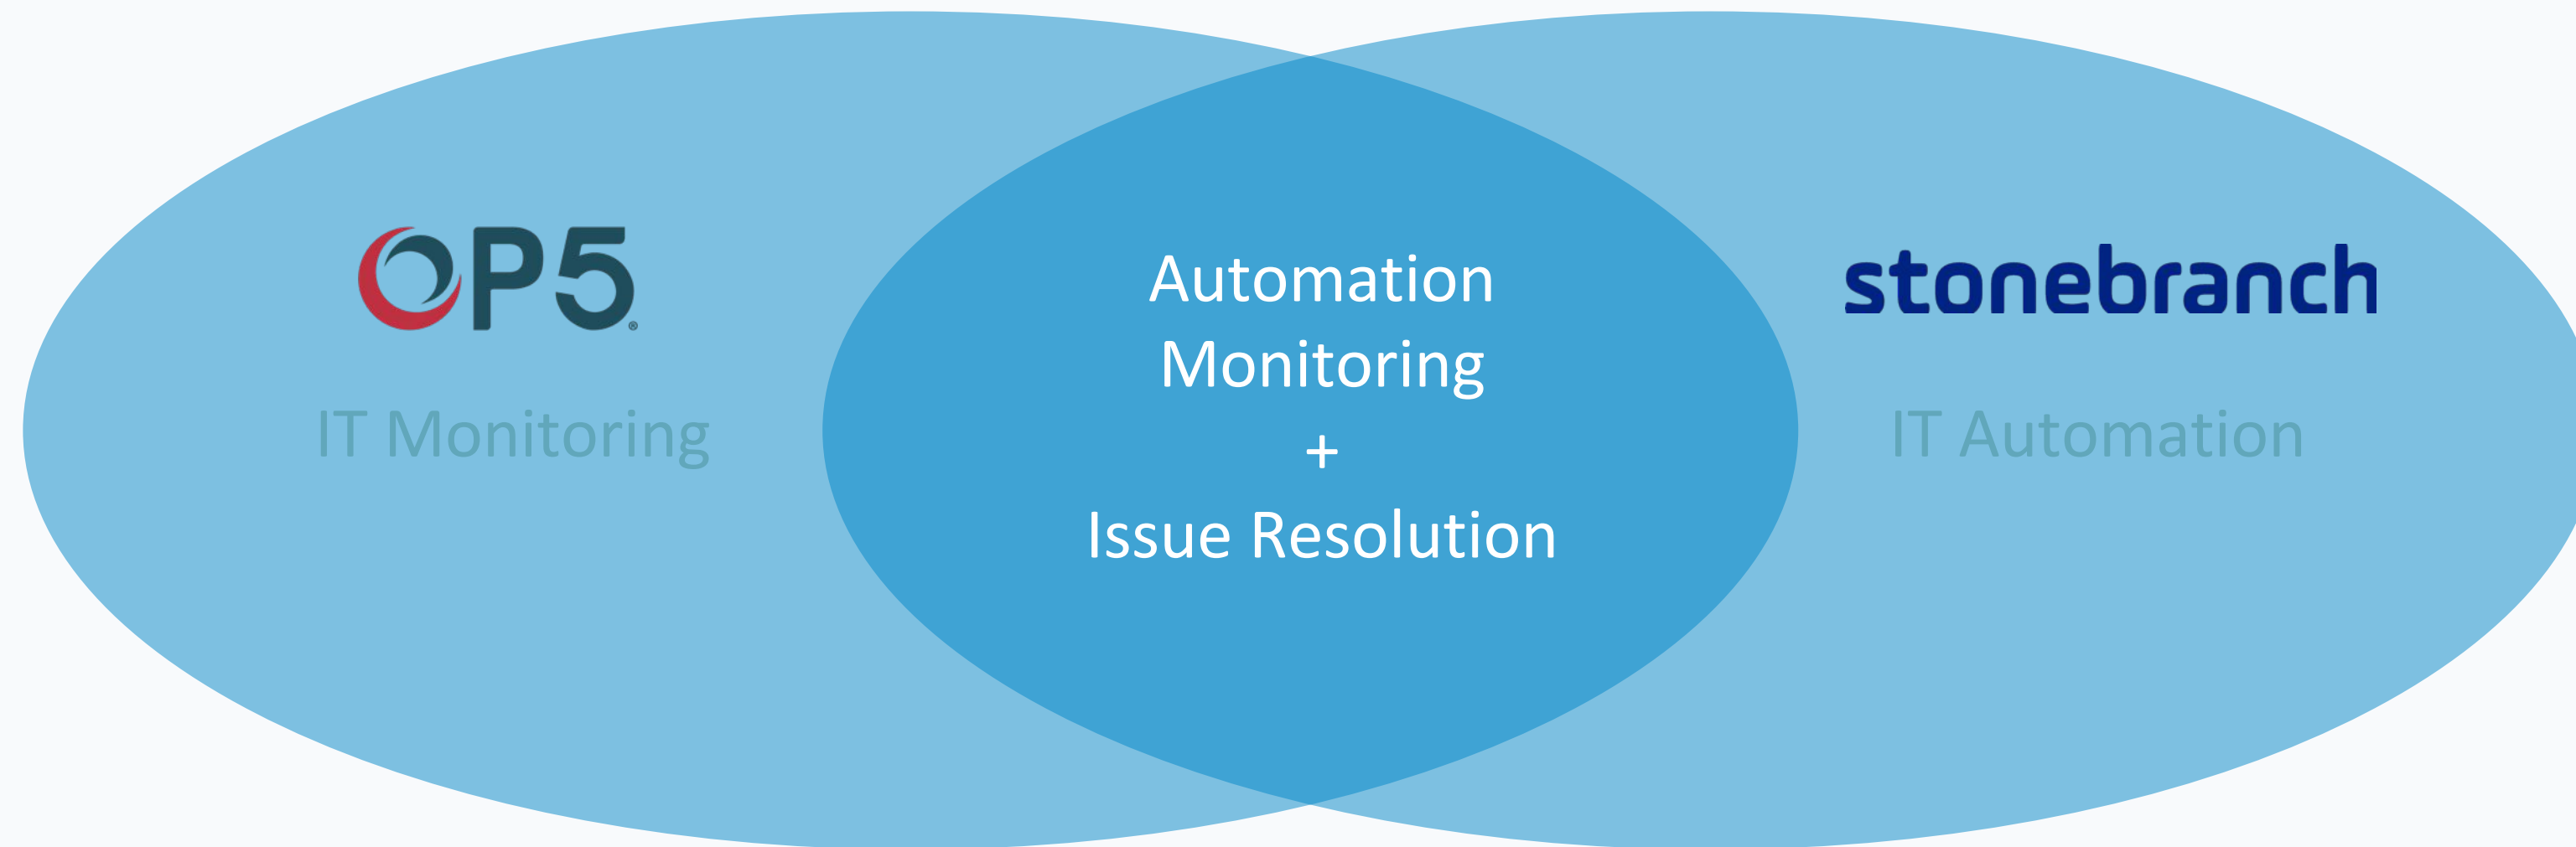 OP5®
IT Monitoring
Automation
Monitoring
+
Issue Resolution
stonebranch
IT Automation